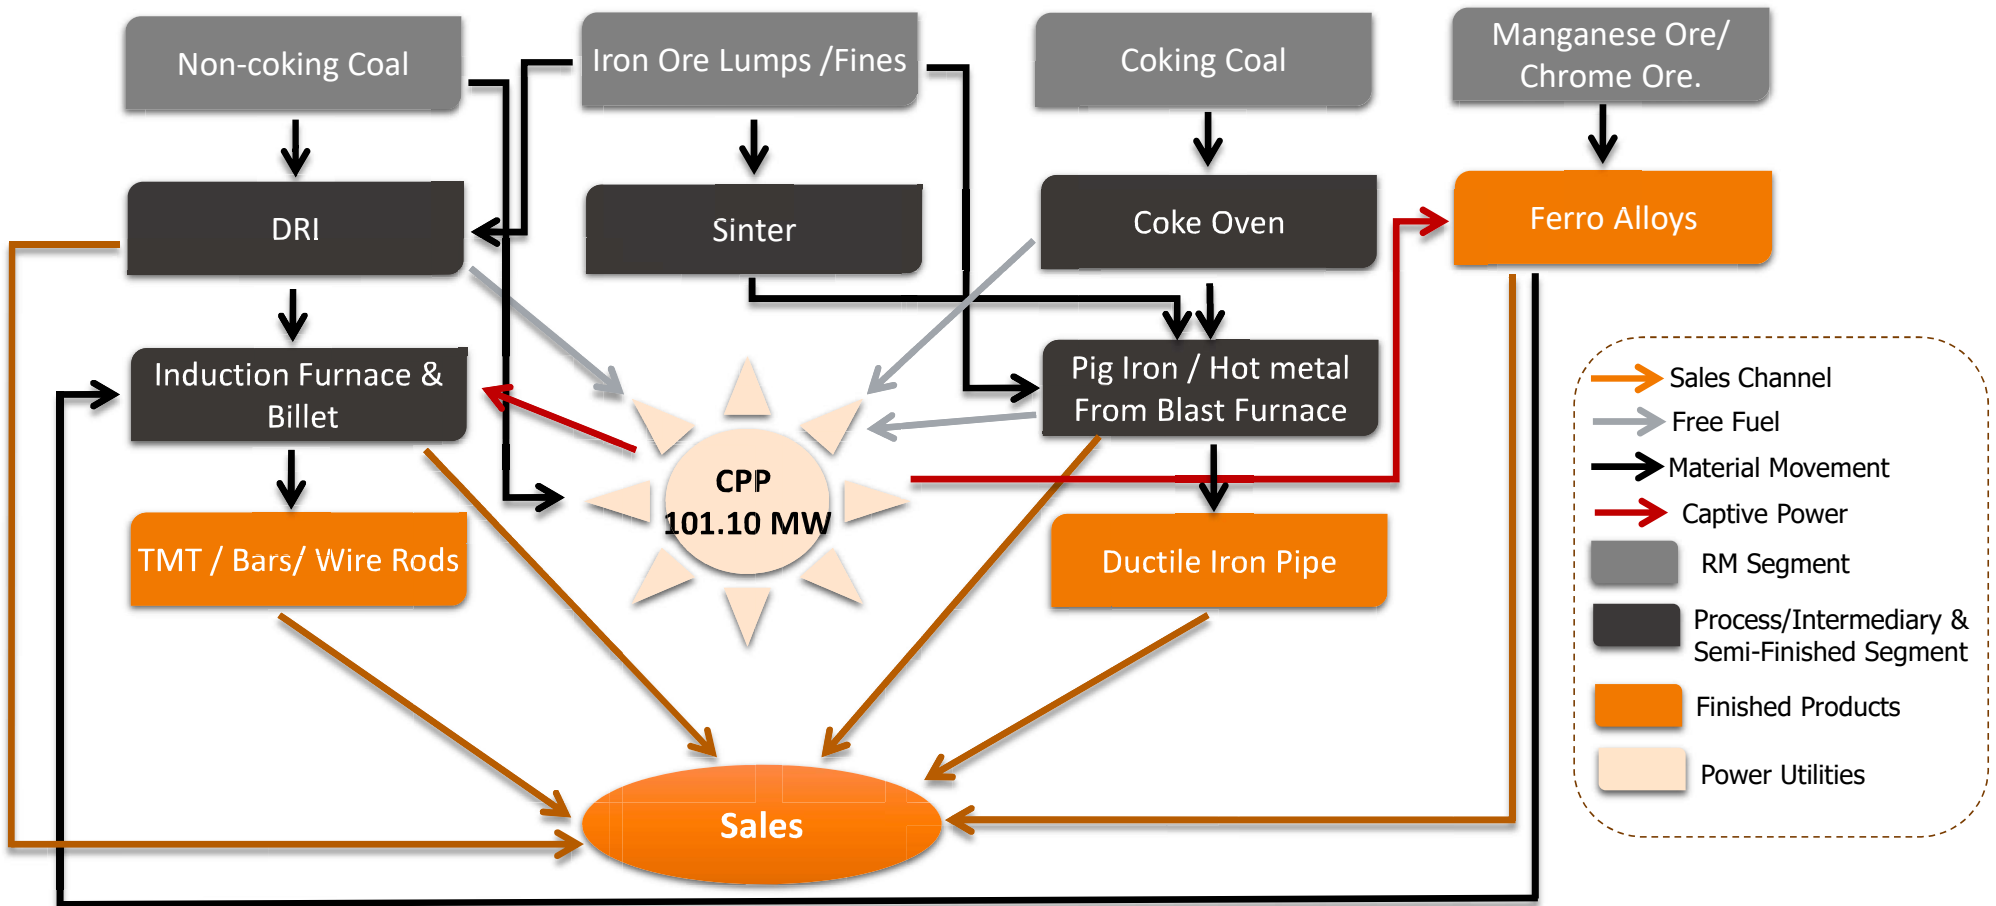 Non-coking Coal
Iron Ore Lumps /Fines
Coking Coal
Manganese Ore/
Chrome Ore.
DRI
Sinter
Coke Oven
Ferro Alloys
Induction Furnace &
Billet
Pig Iron / Hot metal
From Blast Furnace
CPP
101.10 MW
TMT / Bars/ Wire Rods
Ductile Iron Pipe
Sales
Sales Channel
Free Fuel
Material Movement
Captive Power
RM Segment
Process/Intermediary &
Semi-Finished Segment
Finished Products
Power Utilities